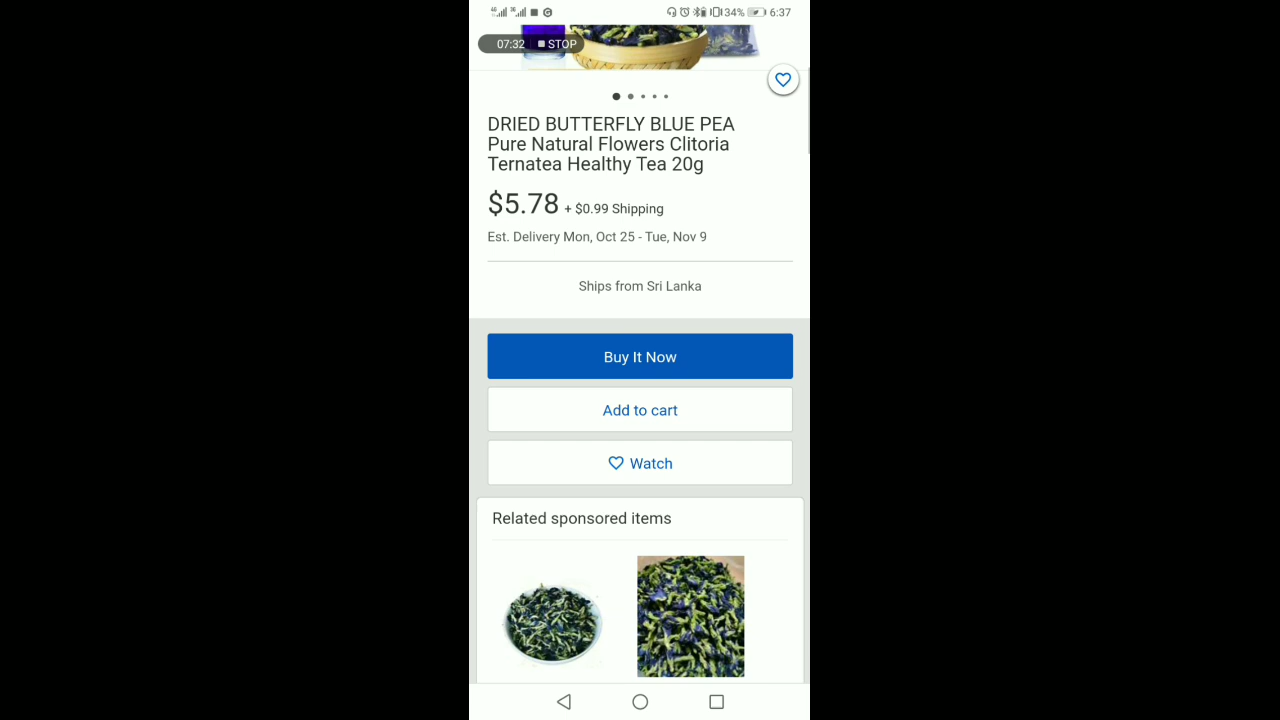 34% 6:37
07:32 STOP
DRIED BUTTERFLY BLUE PEA
Pure Natural Flowers Clitoria
Ternatea Healthy Tea 20g
$5.78 + $0.99 Shipping
Est. Delivery Mon, Oct 25 - Tue, Nov 9
Ships from Sri Lanka
Buy It Now
Add to cart
Watch
Related sponsored items